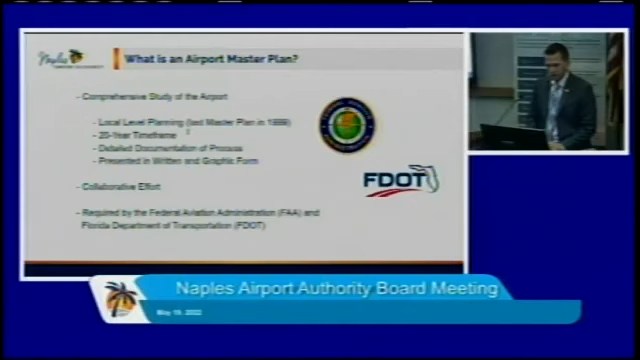 Naples
What is an Airport Master Plan?
- Comprehensive Study of the Airport
- Local Level Planning (last Master Plan in 1999)
- 20-Year Timeframe
- Detailed Documentation of Process
- Presented in Written and Graphic Form
- Collaborative Effort
- Required by the Federal Aviation Administration (FAA) and
Florida Department of Transportation (FDOT)
FDOT
Naples Airport Authority Board Meeting
May 19, 2022